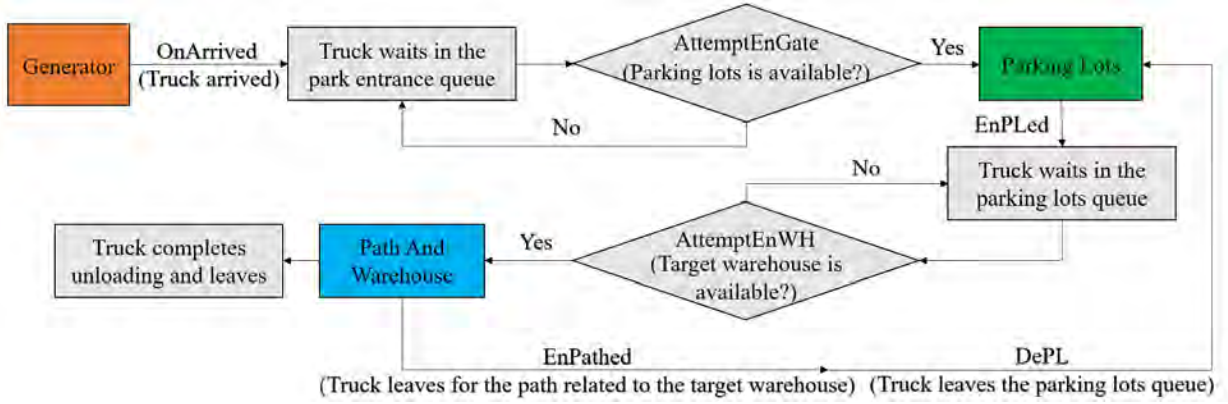 Generator
OnArrived
(Truck arrived)
Truck waits in the
park entrance queue
AttemptEnGate
(Parking lots is available?)
Yes
Parking Lots
No
EnPLed
Truck waits in the
parking lots queue
No
AttemptEnWH
(Target warehouse is
available?)
Yes
Path And
Warehouse
Truck completes
unloading and leaves
EnPathed
(Truck leaves for the path related to the target warehouse)
DePL
(Truck leaves the parking lots queue)